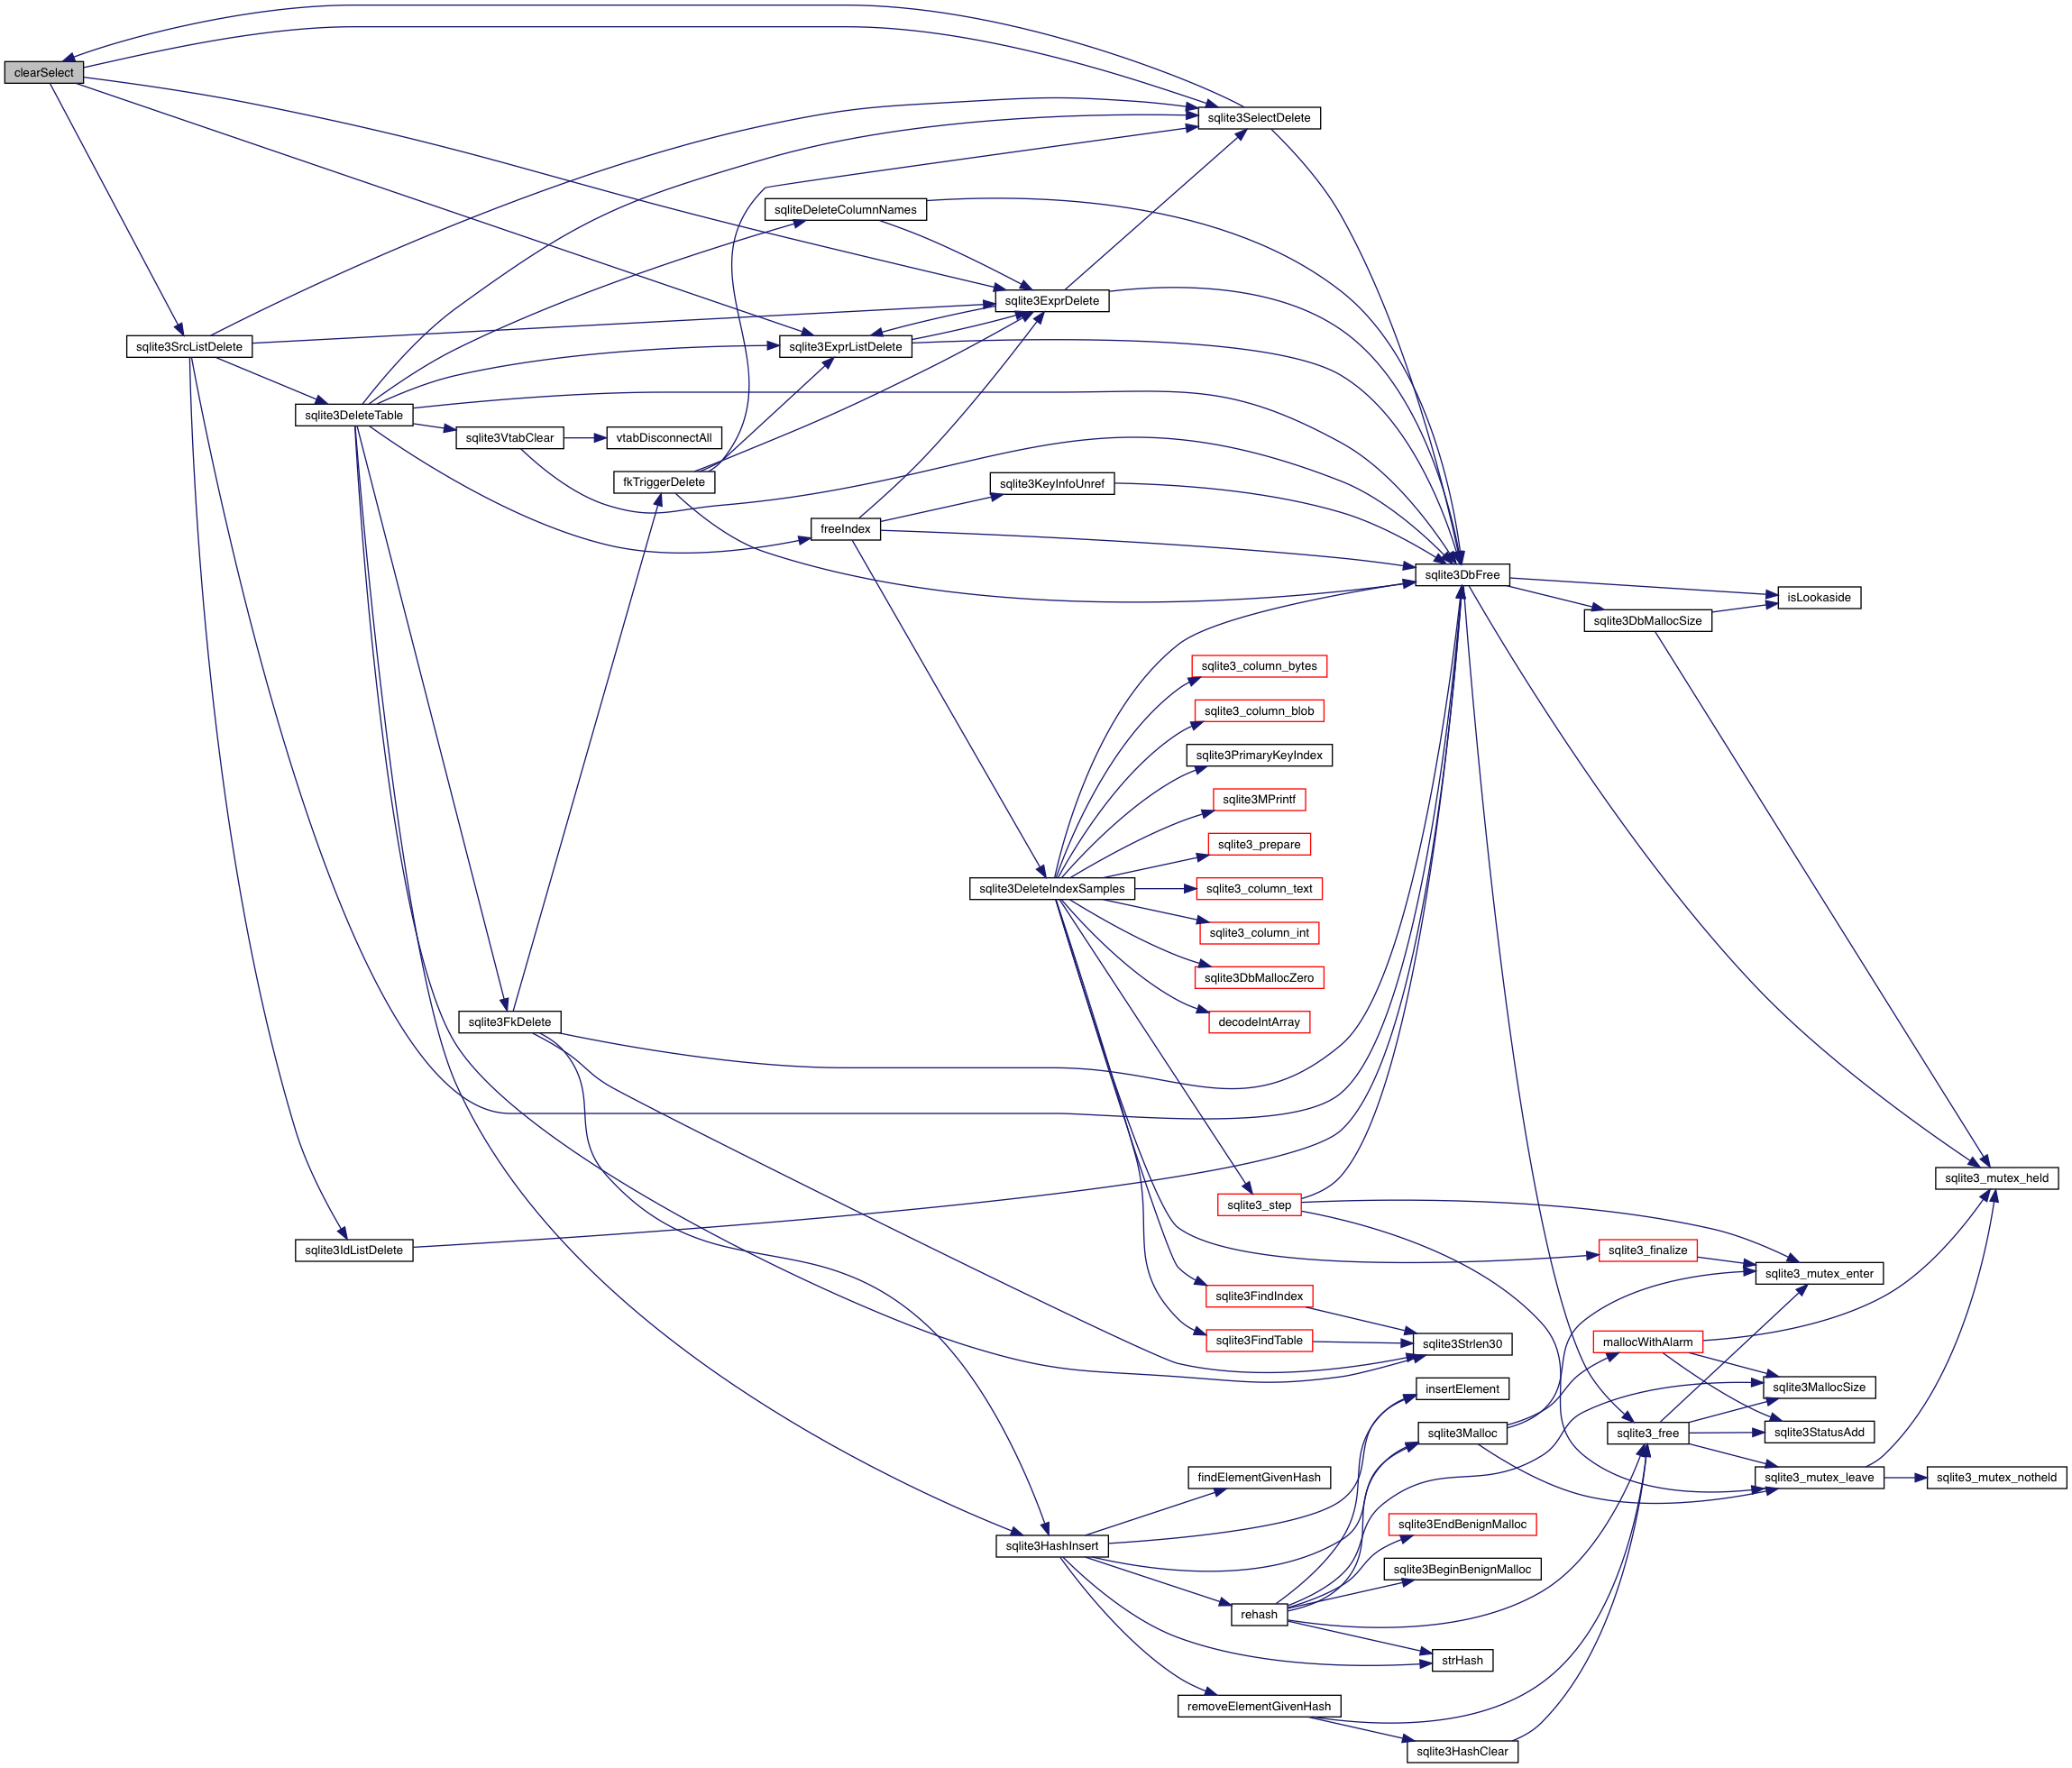 clearSelect
sqlite3SelectDelete
sqliteDeleteColumnNames
sqlite3ExprDelete
sqlite3SrcListDelete
sqlite3ExprListDelete
sqlite3DeleteTable
sqlite3VtabClear
vtabDisconnectAll
fkTriggerDelete
sqlite3KeyInfoUnref
freeIndex
sqlite3DbFree
isLookaside
sqlite3DbMallocSize
sqlite3_column_bytes
sqlite3_column_blob
sqlite3PrimaryKeyIndex
sqlite3MPrintf
sqlite3_prepare
sqlite3DeleteIndexSamples
sqlite3_column_text
sqlite3_column_int
sqlite3DbMallocZero
sqlite3FkDelete
decodeIntArray
sqlite3_mutex_held
sqlite3_step
sqlite3IdListDelete
sqlite3_finalize
sqlite3_mutex_enter
sqlite3FindIndex
sqlite3FindTable
sqlite3Strlen30
mallocWithAlarm
insertElement
sqlite3MallocSize
sqlite3Malloc
sqlite3_free
sqlite3StatusAdd
findElementGivenHash
sqlite3_mutex_leave
sqlite3_mutex_notheld
sqlite3EndBenignMalloc
sqlite3HashInsert
sqlite3BeginBenignMalloc
rehash
strHash
removeElementGivenHash
sqlite3HashClear